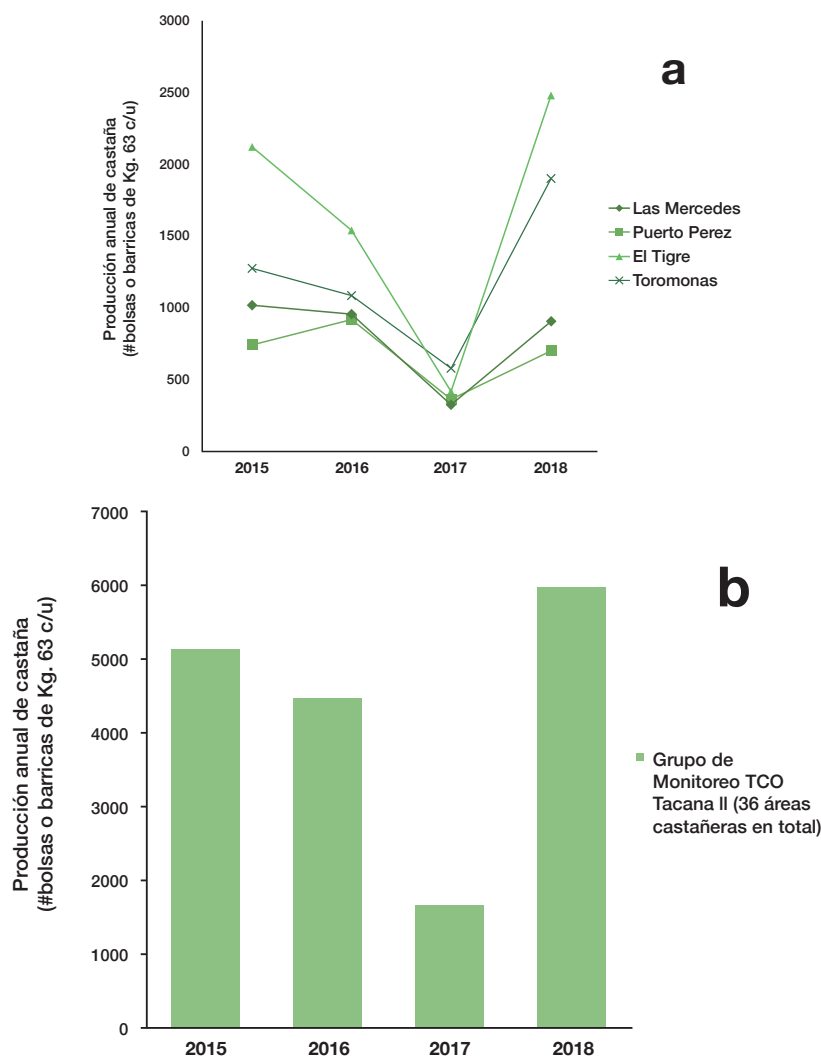 3000
a
2500
2000
1500
1000
500
0
Producción anual de castaña
(#bolsas o barricas de Kg. 63 c/u)
Las Mercedes
Puerto Perez
El Tigre
Toromonas
2015 2016 2017 2018
7000
b
6000
5000
4000
3000
2000
1000
0
Producción anual de castaña
(#bolsas o barricas de Kg. 63 c/u)
Grupo de
Monitoreo TCO
Tacana II (36 áreas
castañeras en total)
2015 2016 2017 2018